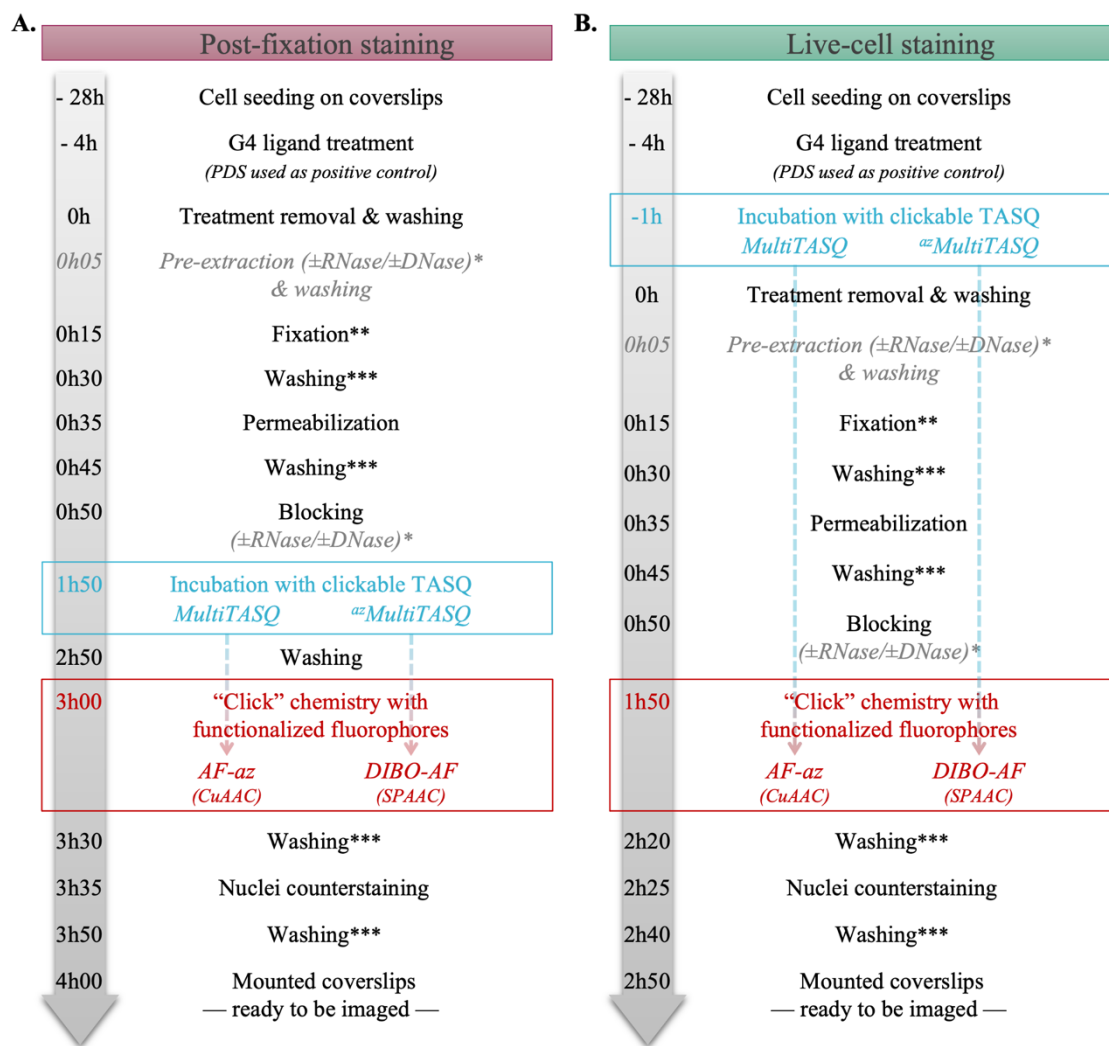 A.
Post-fixation staining
- 28h Cell seeding on coverslips
- 4h G4 ligand treatment
(PDS used as positive control)
0h Treatment removal & washing
0h05 Pre-extraction (±RNase/±DNase)*
& washing
0h15 Fixation**
0h30 Washing***
0h35 Permeabilization
0h45 Washing***
0h50 Blocking
(±RNase/±DNase)*
1h50 Incubation with clickable TASQ
MultiTASQ azMultiTASQ
2h50 Washing
3h00 “Click” chemistry with
functionalized fluorophores
AF-az DIBO-AF
(CuAAC) (SPAAC)
3h30 Washing***
3h35 Nuclei counterstaining
3h50 Washing***
4h00 Mounted coverslips
— ready to be imaged —
B.
Live-cell staining
- 28h Cell seeding on coverslips
- 4h G4 ligand treatment
(PDS used as positive control)
-1h Incubation with clickable TASQ
MultiTASQ azMultiTASQ
0h Treatment removal & washing
0h05 Pre-extraction (±RNase/±DNase)*
& washing
0h15 Fixation**
0h30 Washing***
0h35 Permeabilization
0h45 Washing***
0h50 Blocking
(±RNase/±DNase)*
1h50 “Click” chemistry with
functionalized fluorophores
AF-az DIBO-AF
(CuAAC) (SPAAC)
2h20 Washing***
2h25 Nuclei counterstaining
2h40 Washing***
2h50 Mounted coverslips
— ready to be imaged —